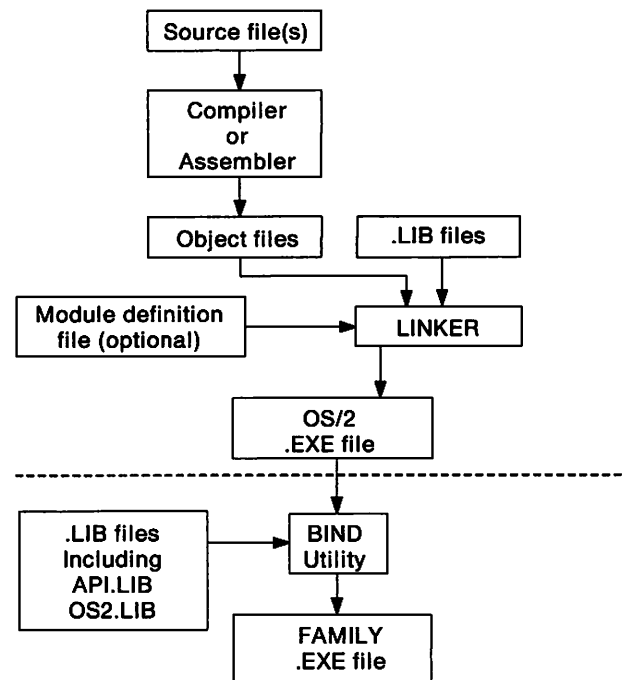 Source file(s)
Compiler
or
Assembler
Object files
.LIB files
Module definition
file (optional)
LINKER
OS/2
.EXE file
.LIB files
Including
API.LIB
OS2.LIB
BIND
Utility
FAMILY
.EXE file